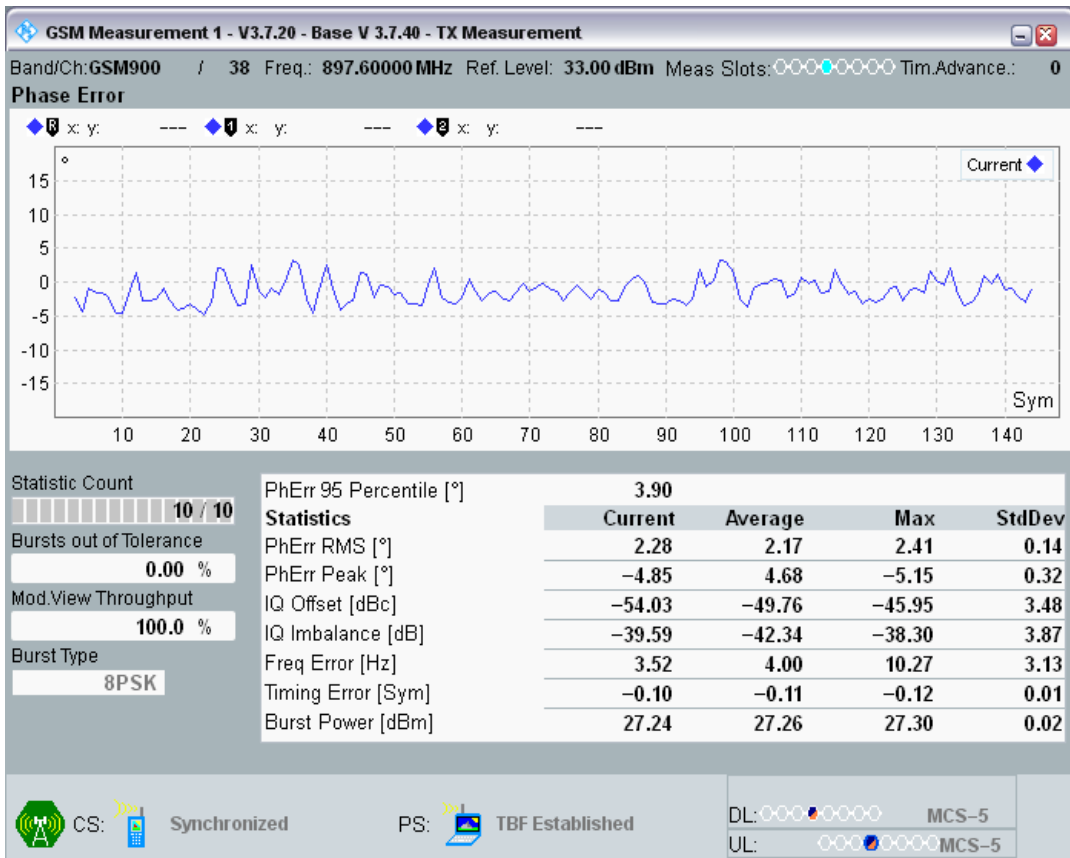 GSM Measurement 1 - V3.7.20 - Base V 3.7.40 - TX Measurement
Band/Ch:GSM900 / 38 Freq.: 897.60000 MHz Ref. Level: 33.00 dBm Meas Slots: Tim.Advance.: 0
Phase Error
R x: y: --- 1 x: y: --- 2 x: y: ---
°
Current
15
10
5
0
-5
-10
-15
Sym
10 20 30 40 50 60 70 80 90 100 110 120 130 140
Statistic Count
10 / 10
Bursts out of Tolerance
0.00 %
Mod.View Throughput
100.0 %
Burst Type
8PSK
PhErr 95 Percentile [°] 3.90
Statistics Current Average Max StdDev
PhErr RMS [°] 2.28 2.17 2.41 0.14
PhErr Peak [°] −4.85 4.68 −5.15 0.32
IQ Offset [dBc] −54.03 −49.76 −45.95 3.48
IQ Imbalance [dB] −39.59 −42.34 −38.30 3.87
Freq Error [Hz] 3.52 4.00 10.27 3.13
Timing Error [Sym] −0.10 −0.11 −0.12 0.01
Burst Power [dBm] 27.24 27.26 27.30 0.02
CS: Synchronized PS: TBF Established
DL: MCS−5
UL: MCS−5